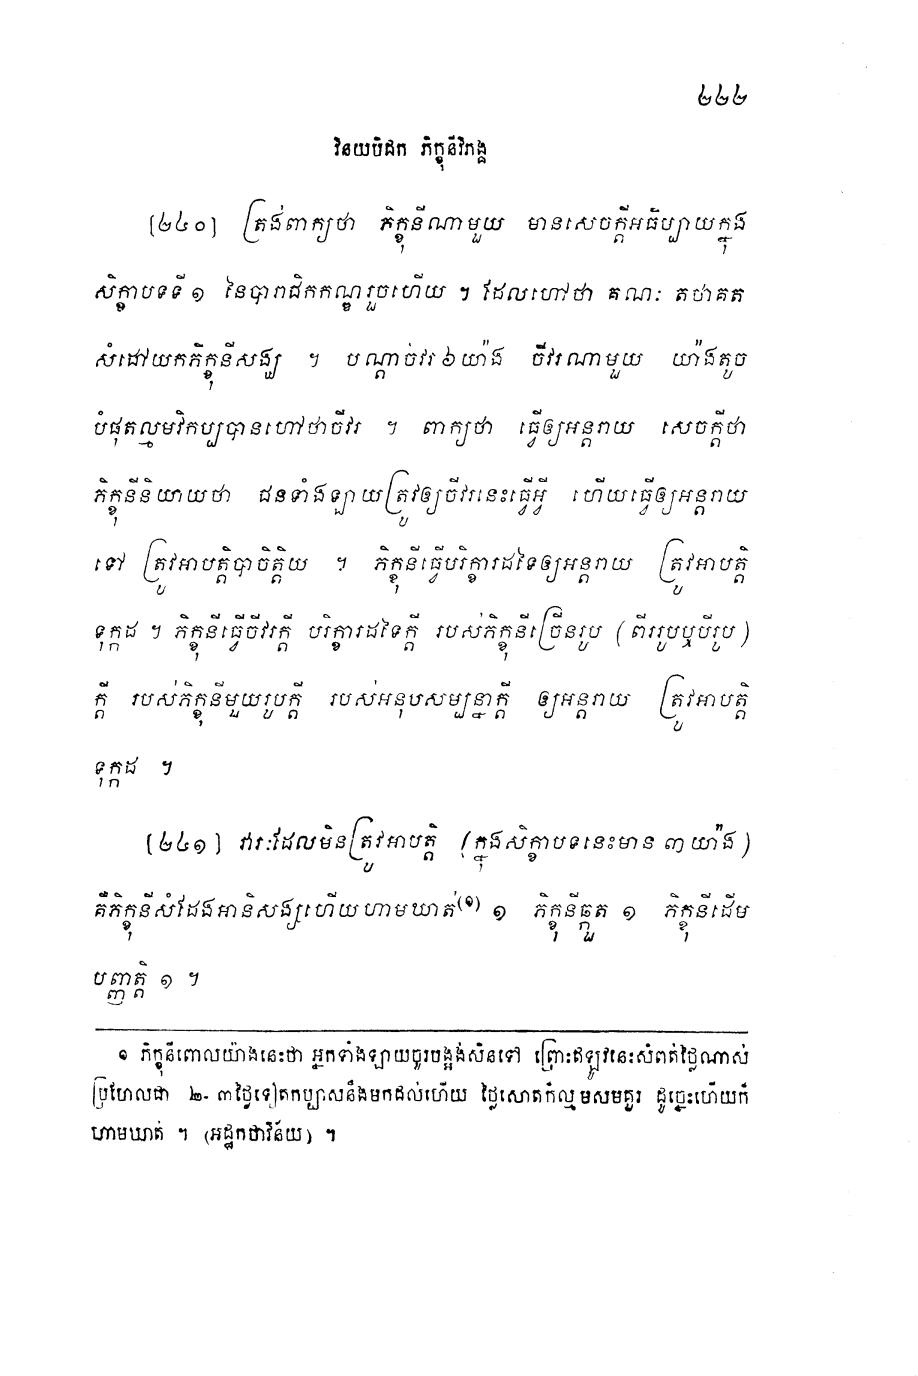 ២២២
វិនយបិដក ភិក្ខុនីវិភង្គ
[២៤០] ត្រង់ពាក្យថា ភិក្ខុនីណាមួយ មានសេចក្តីអធិប្បាយក្នុង
សិក្ខាបទទី ១ នៃបារាជិកកណ្ឌរួចហើយ ។ ដែលហៅថា គណៈ តថាគត
សំដៅយកភិក្ខុនីសង្ឃ ។ បណ្តាចីវរ ៦ យ៉ាង ចីវរណាមួយ យ៉ាងតូច
បំផុតល្មមវិកប្បបានហៅថាចីវរ ។ ពាក្យថា ធ្វើឲ្យអន្តរាយ សេចក្តីថា
ភិក្ខុនីនិយាយថា ជនទាំងឡាយត្រូវឲ្យចីវរនេះធ្វើអ្វី ហើយធ្វើឲ្យអន្តរាយ
ទៅ ត្រូវអាបត្តិបាចិត្តិយ ។ ភិក្ខុនីធ្វើបរិក្ខារដទៃឲ្យអន្តរាយ ត្រូវអាបត្តិ
ទុក្កដ ។ ភិក្ខុនីធ្វើចីវរក្តី បរិក្ខារដទៃក្តី របស់ភិក្ខុនីច្រើនរូប (ពីររូបឬបីរូប)
ក្តី របស់ភិក្ខុនីមួយរូបក្តី របស់អនុបសម្បន្នាក្តី ឲ្យអន្តរាយ ត្រូវអាបត្តិ
ទុក្កដ ។
[២៤១] វារៈដែលមិនត្រូវអាបត្តិ (ក្នុងសិក្ខាបទនេះមាន ៣ យ៉ាង)
គឺភិក្ខុនីសំដែងអានិសង្សហើយហាមឃាត់(១) ១ ភិក្ខុនីឆ្កួត ១ ភិក្ខុនីដើម
បញ្ញត្តិ ១ ។
១ ភិក្ខុនីពោលយ៉ាងនេះថា អ្នកទាំងឡាយចូរបង្អង់សិនទៅ ព្រោះឥឡូវនេះសំពត់ថ្លៃណាស់
ប្រហែលជា ២-៣ថ្ងៃទៀតកប្បាសនឹងមកដល់ហើយ ថ្លៃសោតក៏ល្មមសមគួរ ដូច្នេះហើយក៏
ហាមឃាត់ ។ (អដ្ឋកថាវិន័យ) ។